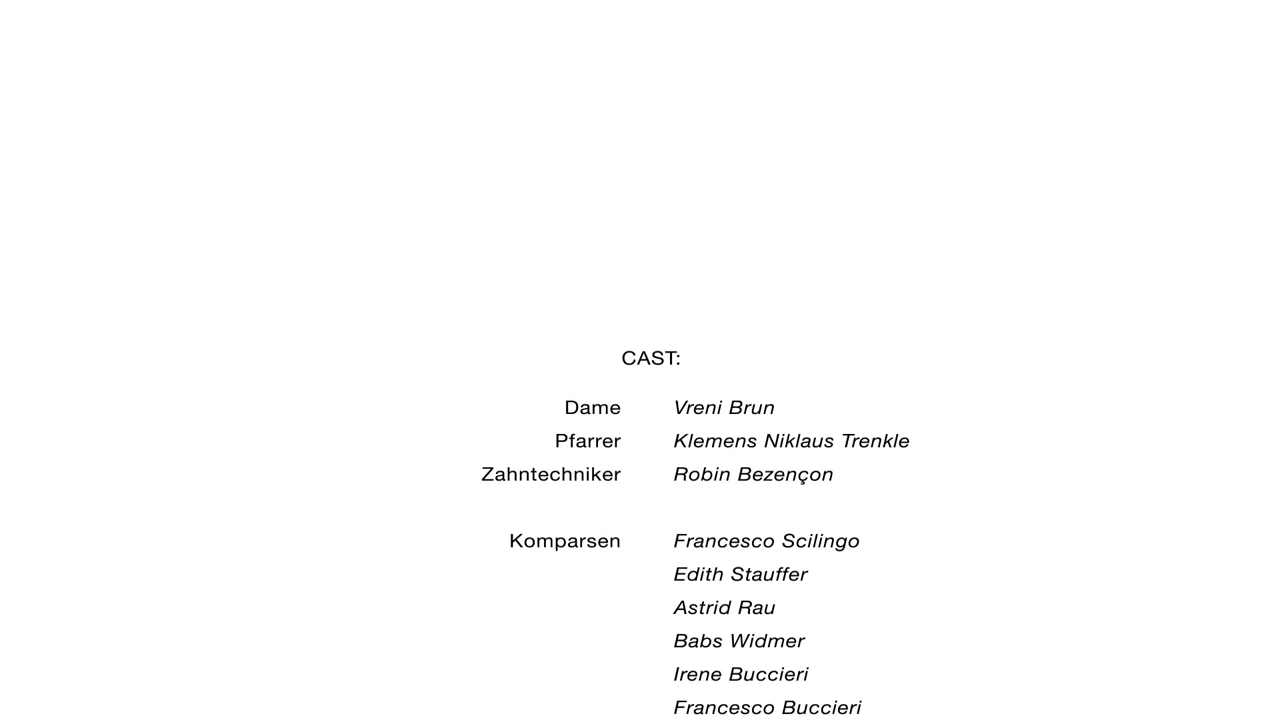 CAST:
Dame Vreni Brun
Pfarrer Klemens Niklaus Trenkle
Zahntechniker Robin Bezençon
Komparsen Francesco Scilingo
Edith Stauffer
Astrid Rau
Babs Widmer
Irene Buccieri
Francesco Buccieri